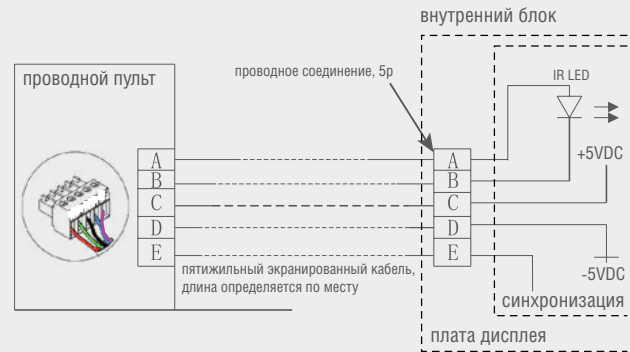 внутренний блок
проводной пульт
проводное соединение, 5р
IR LED
+5VDC
A A
B B
C C
D D
E E
пятижильный экранированный кабель,
длина определяется по месту
-5VDC
синхронизация
плата дисплея